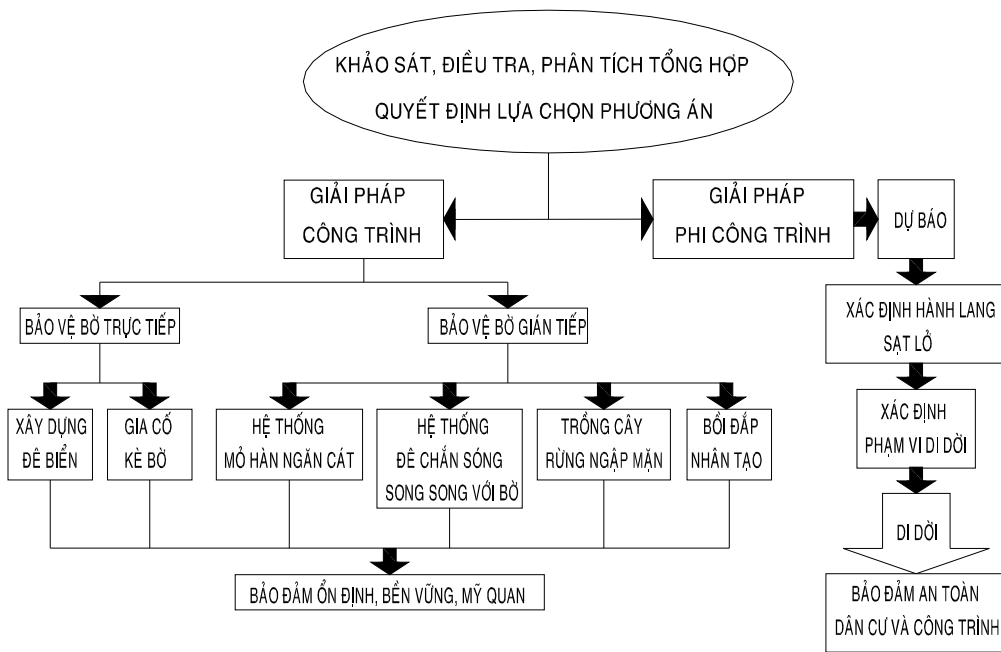 KHẢO SÁT, ĐIỀU TRA, PHÂN TÍCH TỔNG HỢP
QUYẾT ĐỊNH LỰA CHỌN PHƯƠNG ÁN
GIẢI PHÁP
CÔNG TRÌNH
GIẢI PHÁP
PHI CÔNG TRÌNH
DỰ BÁO
BẢO VỆ BỜ TRỰC TIẾP
BẢO VỆ BỜ GIÁN TIẾP
XÁC ĐỊNH HÀNH LANG
SẠT LỞ
XÂY DỰNG
ĐÊ BIỂN
GIA CỐ
KÈ BỜ
HỆ THỐNG
MỎ HÀN NGĂN CÁT
HỆ THỐNG
ĐÊ CHẮN SÓNG
SONG SONG VỚI BỜ
TRỒNG CÂY
RỪNG NGẬP MẶN
BỒI ĐẮP
NHÂN TẠO
XÁC ĐỊNH
PHẠM VI DI DỜI
DI DỜI
BẢO ĐẢM ỔN ĐỊNH, BỀN VỮNG, MỸ QUAN
BẢO ĐẢM AN TOÀN
DÂN CƯ VÀ CÔNG TRÌNH